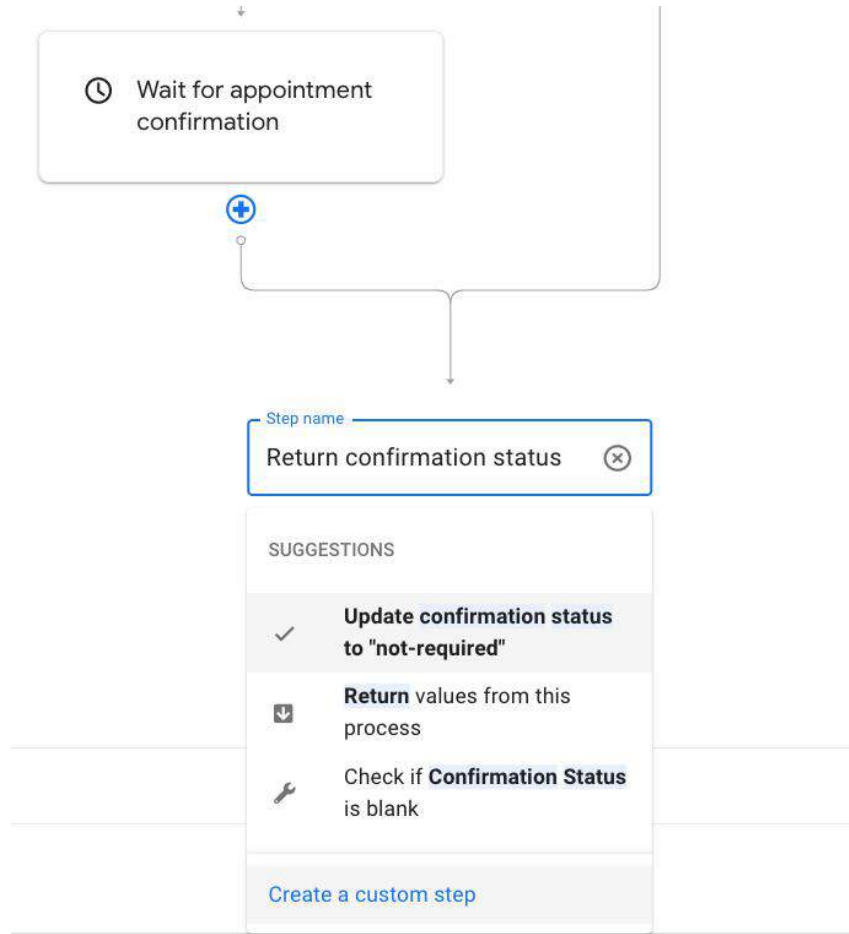 Wait for appointment
confirmation
Step name
Return confirmation status
SUGGESTIONS
Update confirmation status
to "not-required"
Return values from this
process
Check if Confirmation Status
is blank
Create a custom step